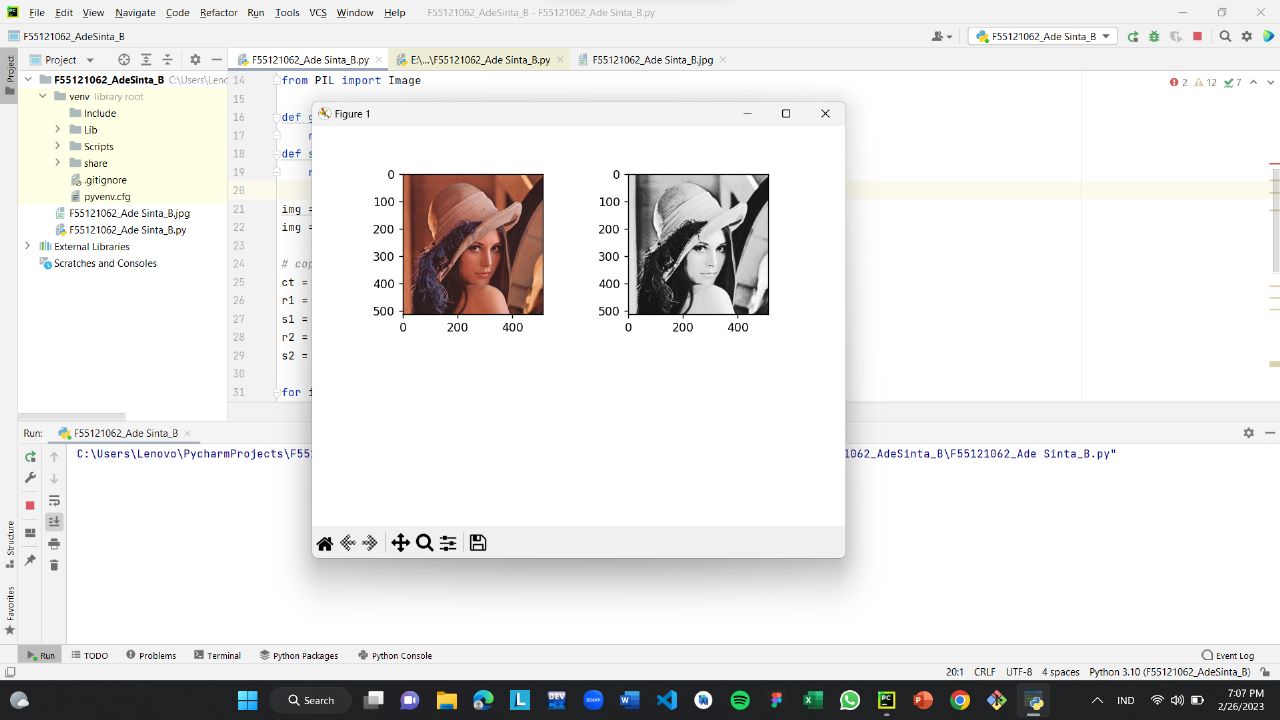 File Edit View Navigate Code Refactor Run Tools VCS Window Help F55121062_AdeSinta_B - F55121062_Ade Sinta_B.py
F55121062_AdeSinta_B
F55121062_AdeSinta_B
Project
F55121062_Ade Sinta_B.py
E:\...\F55121062_Ade Sinta_B.py
F55121062_Ade Sinta_B.jpg
Project
F55121062_AdeSinta_B C:\Users\Leno
venv library root
Include
Lib
Scripts
share
.gitignore
pyvenv.cfg
F55121062_Ade Sinta_B.jpg
F55121062_Ade Sinta_B.py
External Libraries
Scratches and Consoles
14 from PIL import Image
15
16 def
17
18 def s
19
20
21 img =
22 img =
23
24 # cop
25 ct =
26 r1 =
27 s1 =
28 r2 =
29 s2 =
30
31 for i
2 12 7
Figure 1
0
100
200
300
400
500
0 200 400
0
100
200
300
400
500
0 200 400
Run: F55121062_Ade Sinta_B
C:\Users\Lenovo\PycharmProjects\F55
062_AdeSinta_B\F55121062_Ade Sinta_B.py"
Structure
Favorites
Run TODO Problems Terminal Python Packages Python Console Event Log
20:1 CRLF UTF-8 4 spaces Python 3.10 (F55121062_AdeSinta_B)
Search
L
DEV
zoom
IND
7:07 PM
2/26/2023